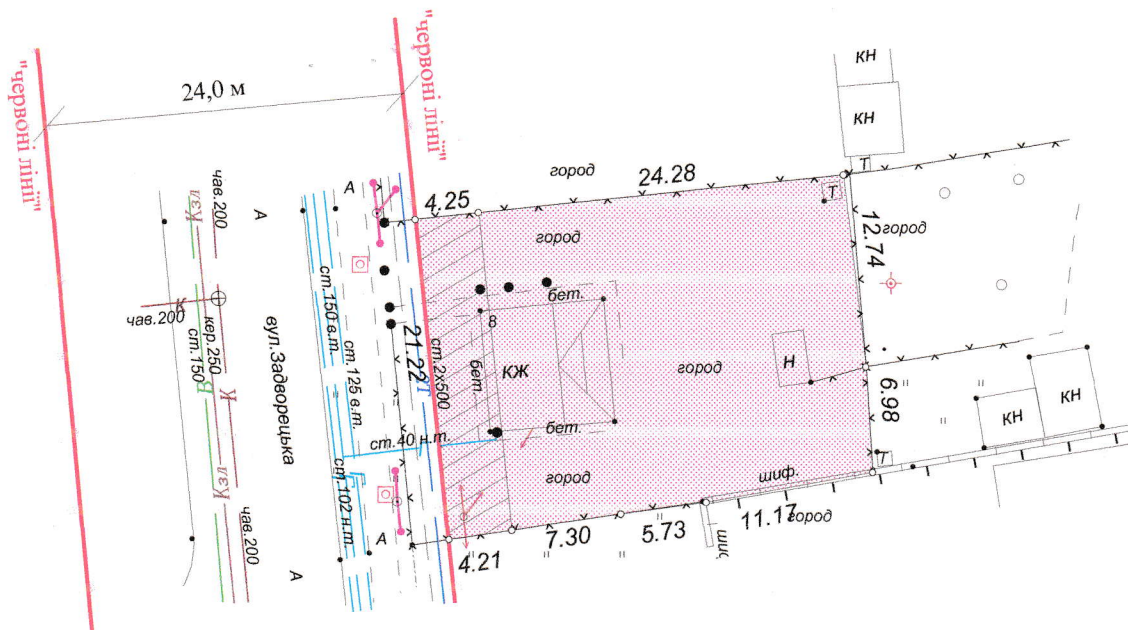 "червоні лінії"
24,0 м
"червоні лінії"
кн
кн
Т
Т
город
24.28
4.25
город
12.74
город
А
А
Кзл
чав.200
К
чав.200
кер.250
ст.150
В
К
Кзл
чав.200
А
вул.Задворецька
ст.150 в.т.
ст.125 в.т.
ст.40 н.т.
ст.102 н.т.
А
21.22
Т
ст.2х500
бет.
8
бет.
КЖ
бет.
город
Н
6.98
кн
кн
Т
город
шиф.
11.17
город
5.73
7.30
4.21